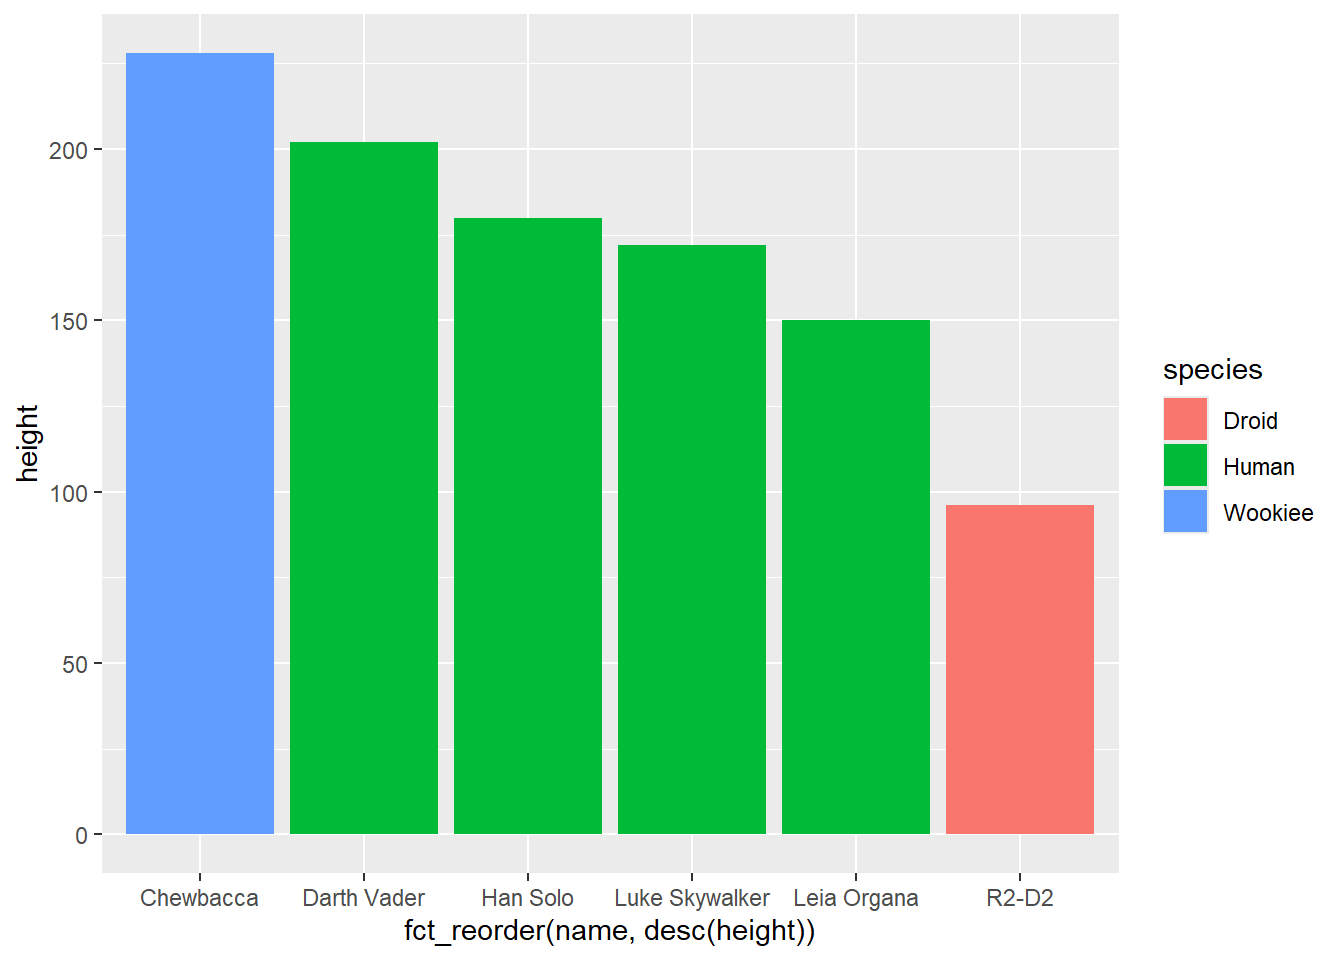 height
200
150
100
50
0
Chewbacca Darth Vader Han Solo Luke Skywalker Leia Organa R2-D2
fct_reorder(name, desc(height))
species
Droid
Human
Wookiee